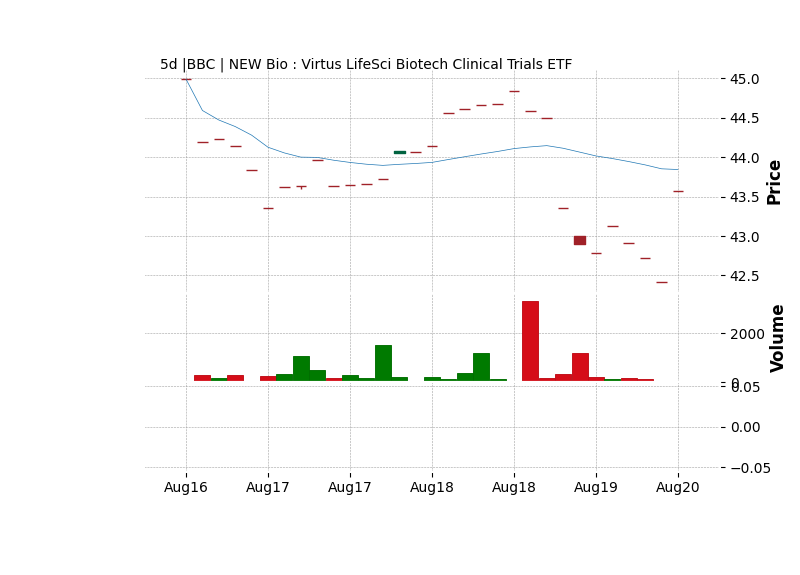 5d |BBC | NEW Bio : Virtus LifeSci Biotech Clinical Trials ETF
45.0
44.5
44.0
43.5
43.0
42.5
Price
2000
0
Volume
0.05
0.00
−0.05
Aug16 Aug17 Aug17 Aug18 Aug18 Aug19 Aug20